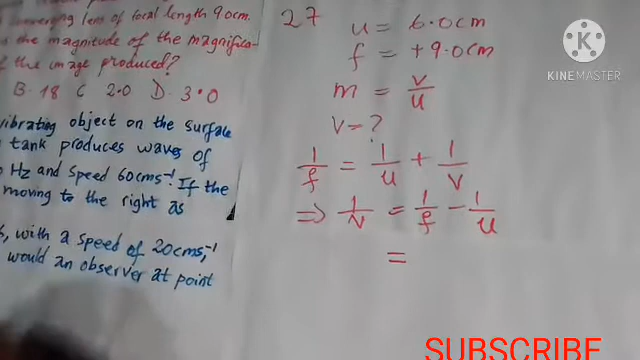 converging lens of focal length 9.0cm.
the magnitude of the magnifica-
the image produced?
B. 18 C 2.0 D. 3.0
vibrating object on the surface
tank produces waves of
Hz and speed 60cms⁻¹. If the
moving to the right as
with a speed of 20cms,⁻¹
would an observer at point
27 u = 6.0cm
f = +9.0cm
m = v/u
V = ?
1/f = 1/u + 1/v
⇒ 1/v = 1/f - 1/u
=
K
KINEMASTER
SUBSCRIBE